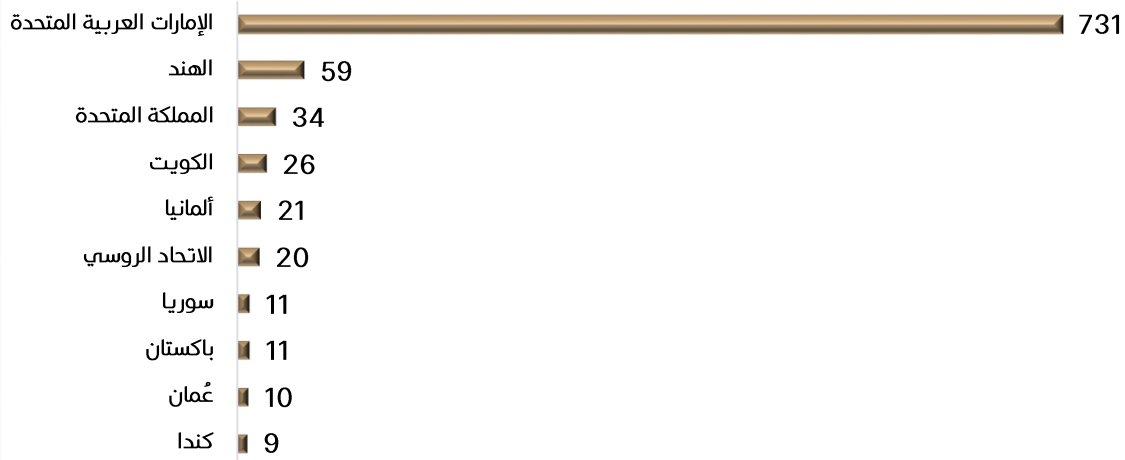 الإمارات العربية المتحدة 731
الهند 59
المملكة المتحدة 34
الكويت 26
ألمانيا 21
الاتحاد الروسي 20
سوريا 11
باكستان 11
عُمان 10
كندا 9